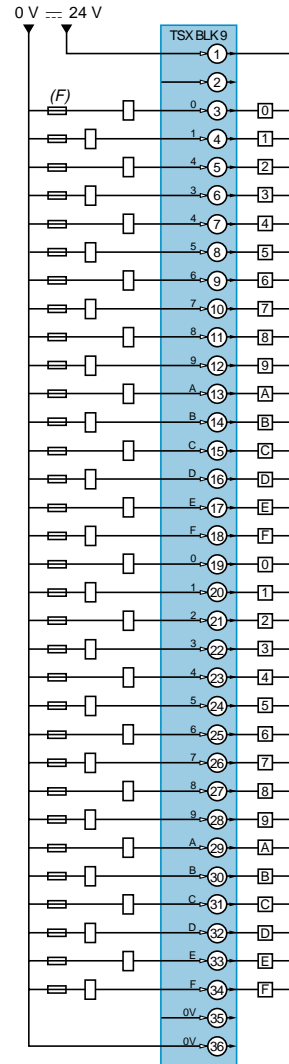 0 V ⎓ 24 V
TSX BLK 9
1
2
(F) 0 3 0
1 4 1
4 5 2
3 6 3
4 7 4
5 8 5
6 9 6
7 10 7
8 11 8
9 12 9
A 13 A
B 14 B
C 15 C
D 16 D
E 17 E
F 18 F
0 19 0
1 20 1
2 21 2
3 22 3
4 23 4
5 24 5
6 25 6
7 26 7
8 27 8
9 28 9
A 29 A
B 30 B
C 31 C
D 32 D
E 33 E
F 34 F
0V 35
0V 36